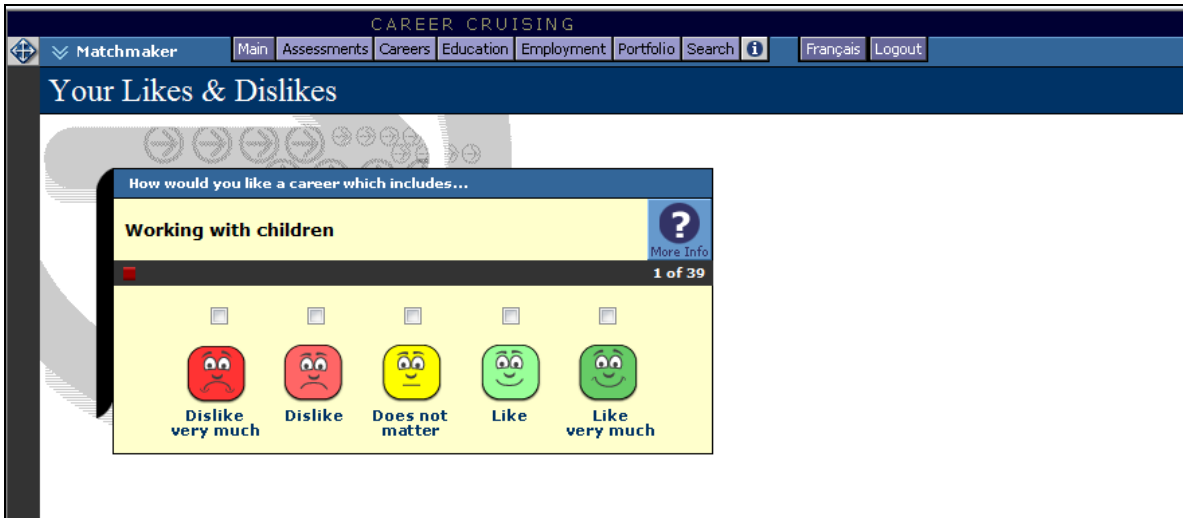 CAREER CRUISING
Matchmaker Main Assessments Careers Education Employment Portfolio Search i Français Logout
Your Likes & Dislikes
How would you like a career which includes...
Working with children
?
More Info
1 of 39
Dislike very much
Dislike
Does not matter
Like
Like very much